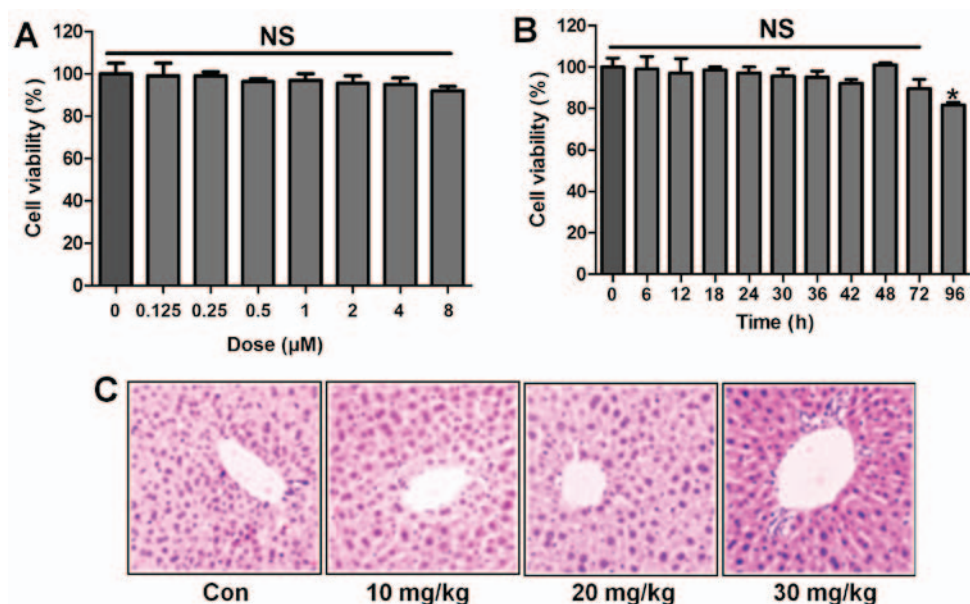 A
NS
Cell viability (%)
120
100
80
60
40
20
0
0 0.125 0.25 0.5 1 2 4 8
Dose (µM)
B
NS
Cell viability (%)
120
100
80
60
40
20
0
*
0 6 12 18 24 30 36 42 48 72 96
Time (h)
C
Con 10 mg/kg 20 mg/kg 30 mg/kg